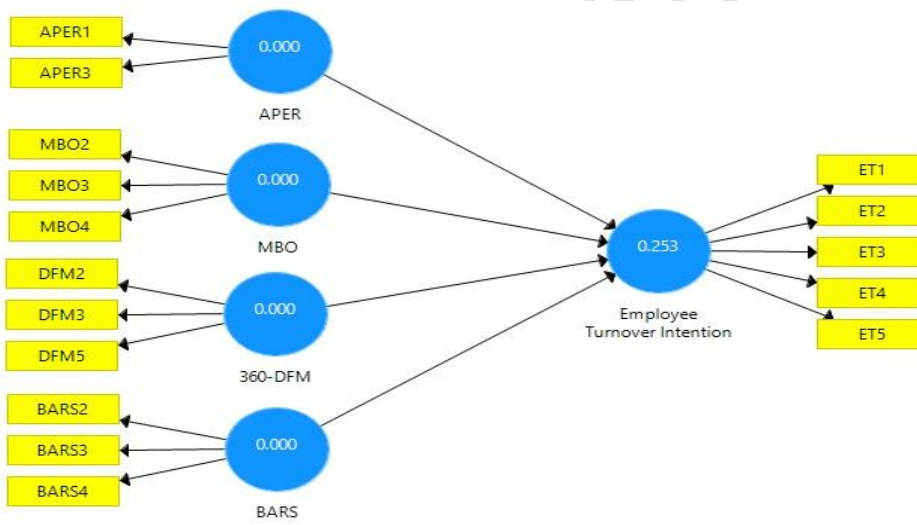 APER1
APER3
0.000
APER
MBO2
MBO3
MBO4
0.000
MBO
DFM2
DFM3
DFM5
0.000
360-DFM
BARS2
BARS3
BARS4
0.000
BARS
0.253
Employee
Turnover Intention
ET1
ET2
ET3
ET4
ET5